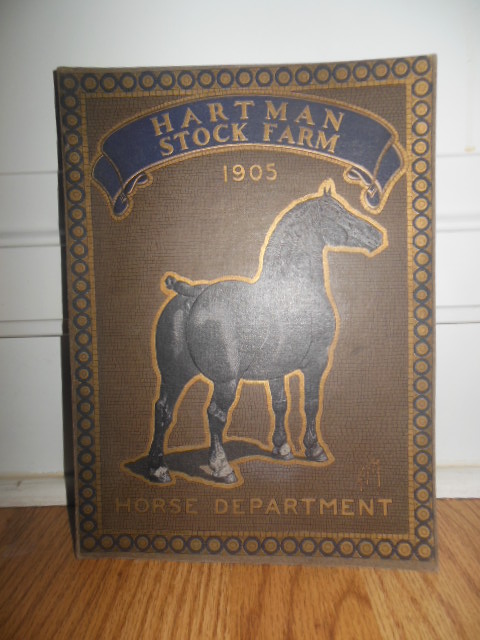 HARTMAN
STOCK FARM
1905
HORSE DEPARTMENT